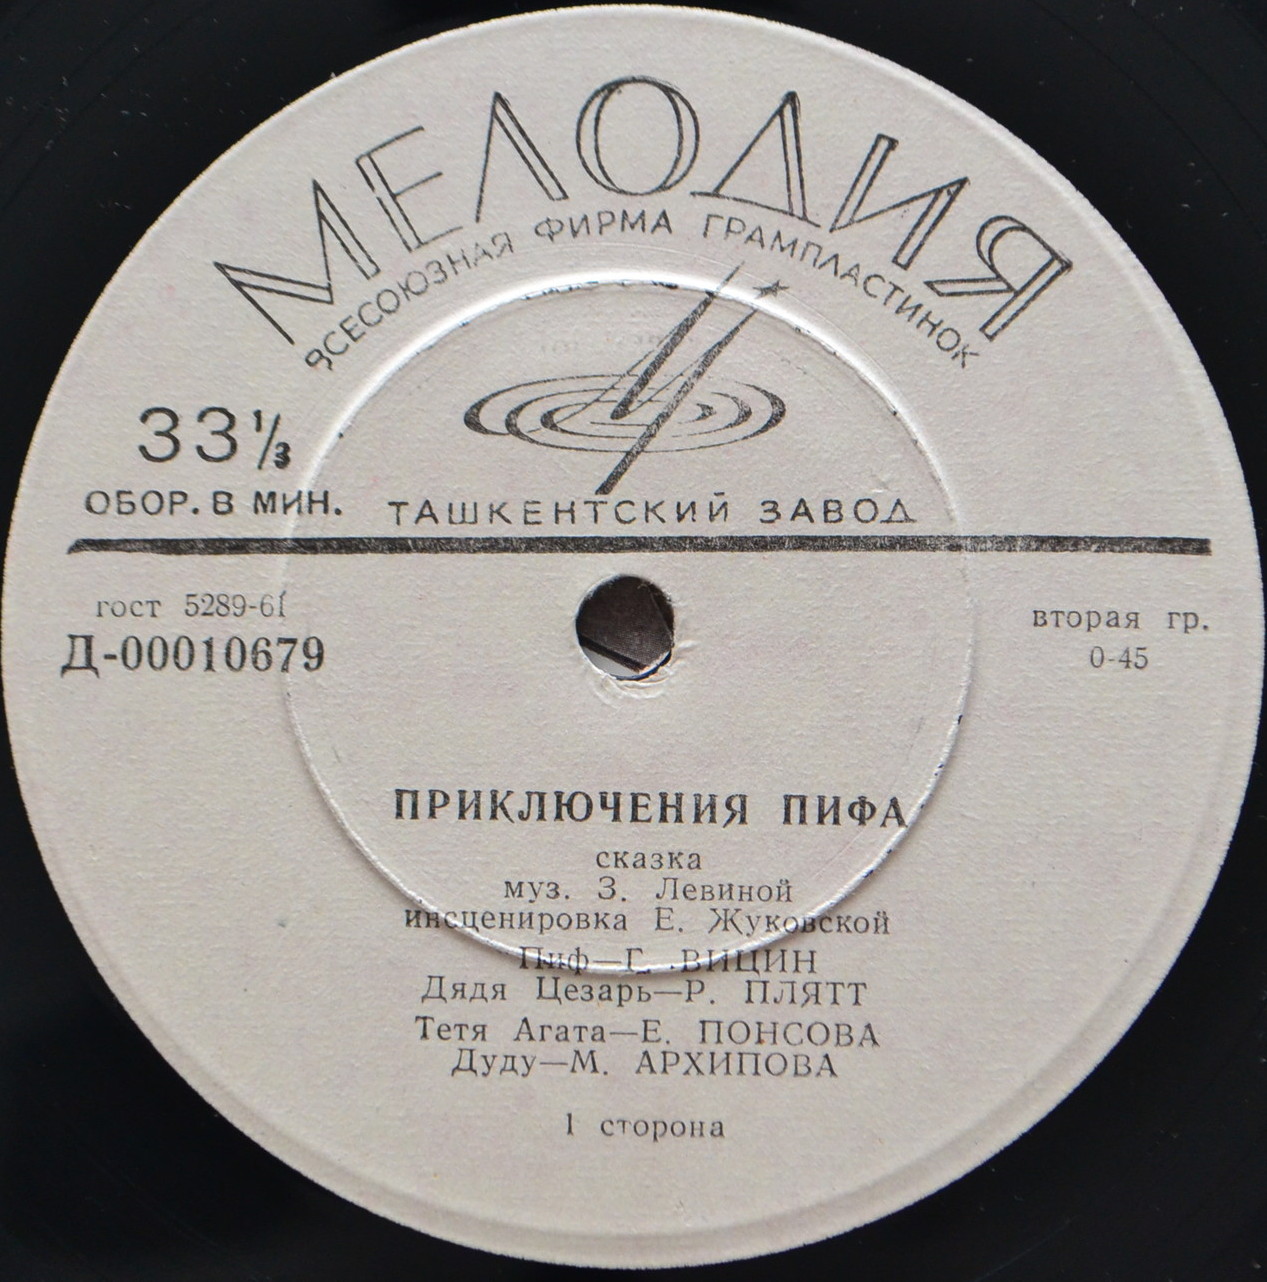 МЕЛОДИЯ
ВСЕСОЮЗНАЯ ФИРМА ГРАМПЛАСТИНОК
33⅓
ОБОР. В МИН.
ТАШКЕНТСКИЙ ЗАВОД
гост 5289-61
Д-00010679
вторая гр.
0-45
ПРИКЛЮЧЕНИЯ ПИФА
сказка
муз. З. Левиной
инсценировка Е. Жуковской
Пиф—Г. ВИЦИН
Дядя Цезарь—Р. ПЛЯТТ
Тетя Агата—Е. ПОНСОВА
Дуду—М. АРХИПОВА
1 сторона